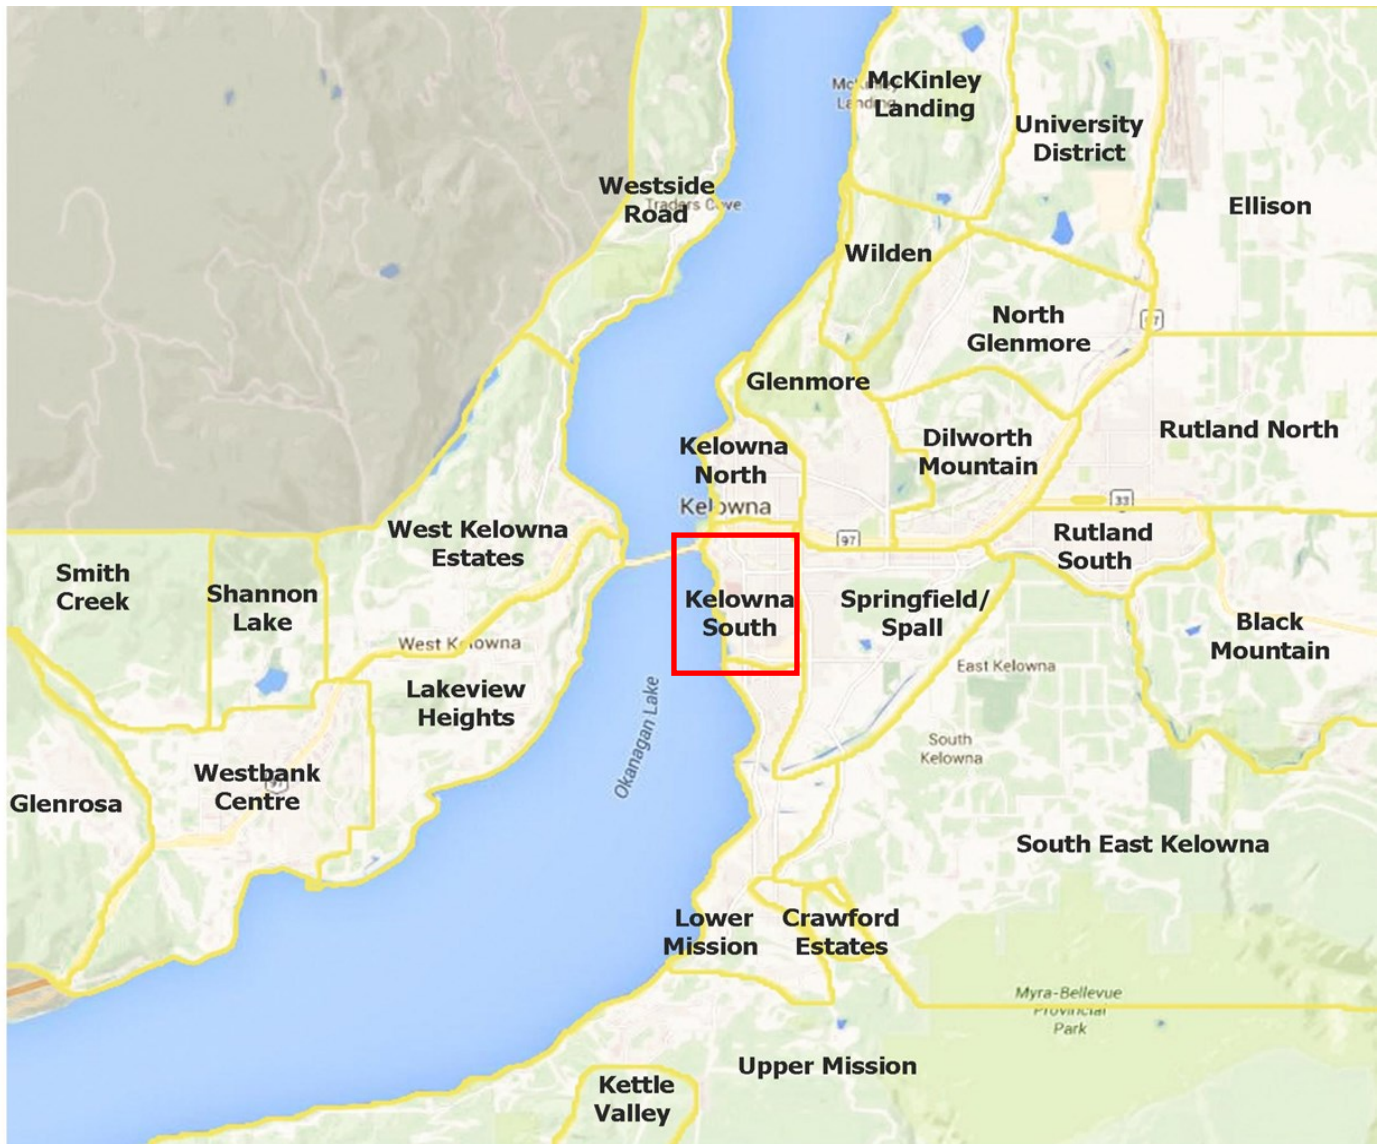 McKinley
Landing
McKinley
Landing
University
District
Westside
Road
Traders Cove
Ellison
Wilden
North
Glenmore
97
Glenmore
Rutland North
Dilworth
Mountain
Kelowna
North
Kelowna
33
97
Rutland
South
West Kelowna
Estates
Smith
Creek
Shannon
Lake
Kelowna
South
Springfield/
Spall
Black
Mountain
West Kelowna
East Kelowna
Lakeview
Heights
Okanagan Lake
South
Kelowna
Westbank
Centre
97
Glenrosa
South East Kelowna
Lower
Mission
Crawford
Estates
Myra-Bellevue
Provincial
Park
Upper Mission
Kettle
Valley